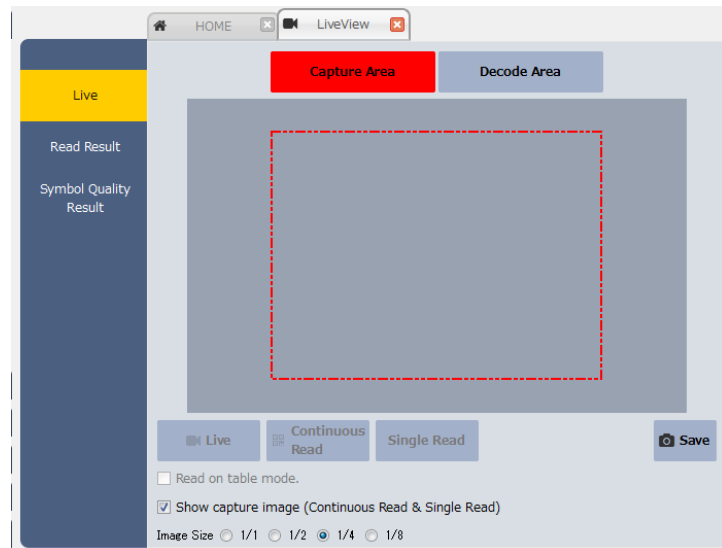 HOME LiveView
Capture Area Decode Area
Live
Read Result
Symbol Quality
Result
Live Continuous
Read Single Read Save
Read on table mode.
Show capture image (Continuous Read & Single Read)
Image Size 1/1 1/2 1/4 1/8